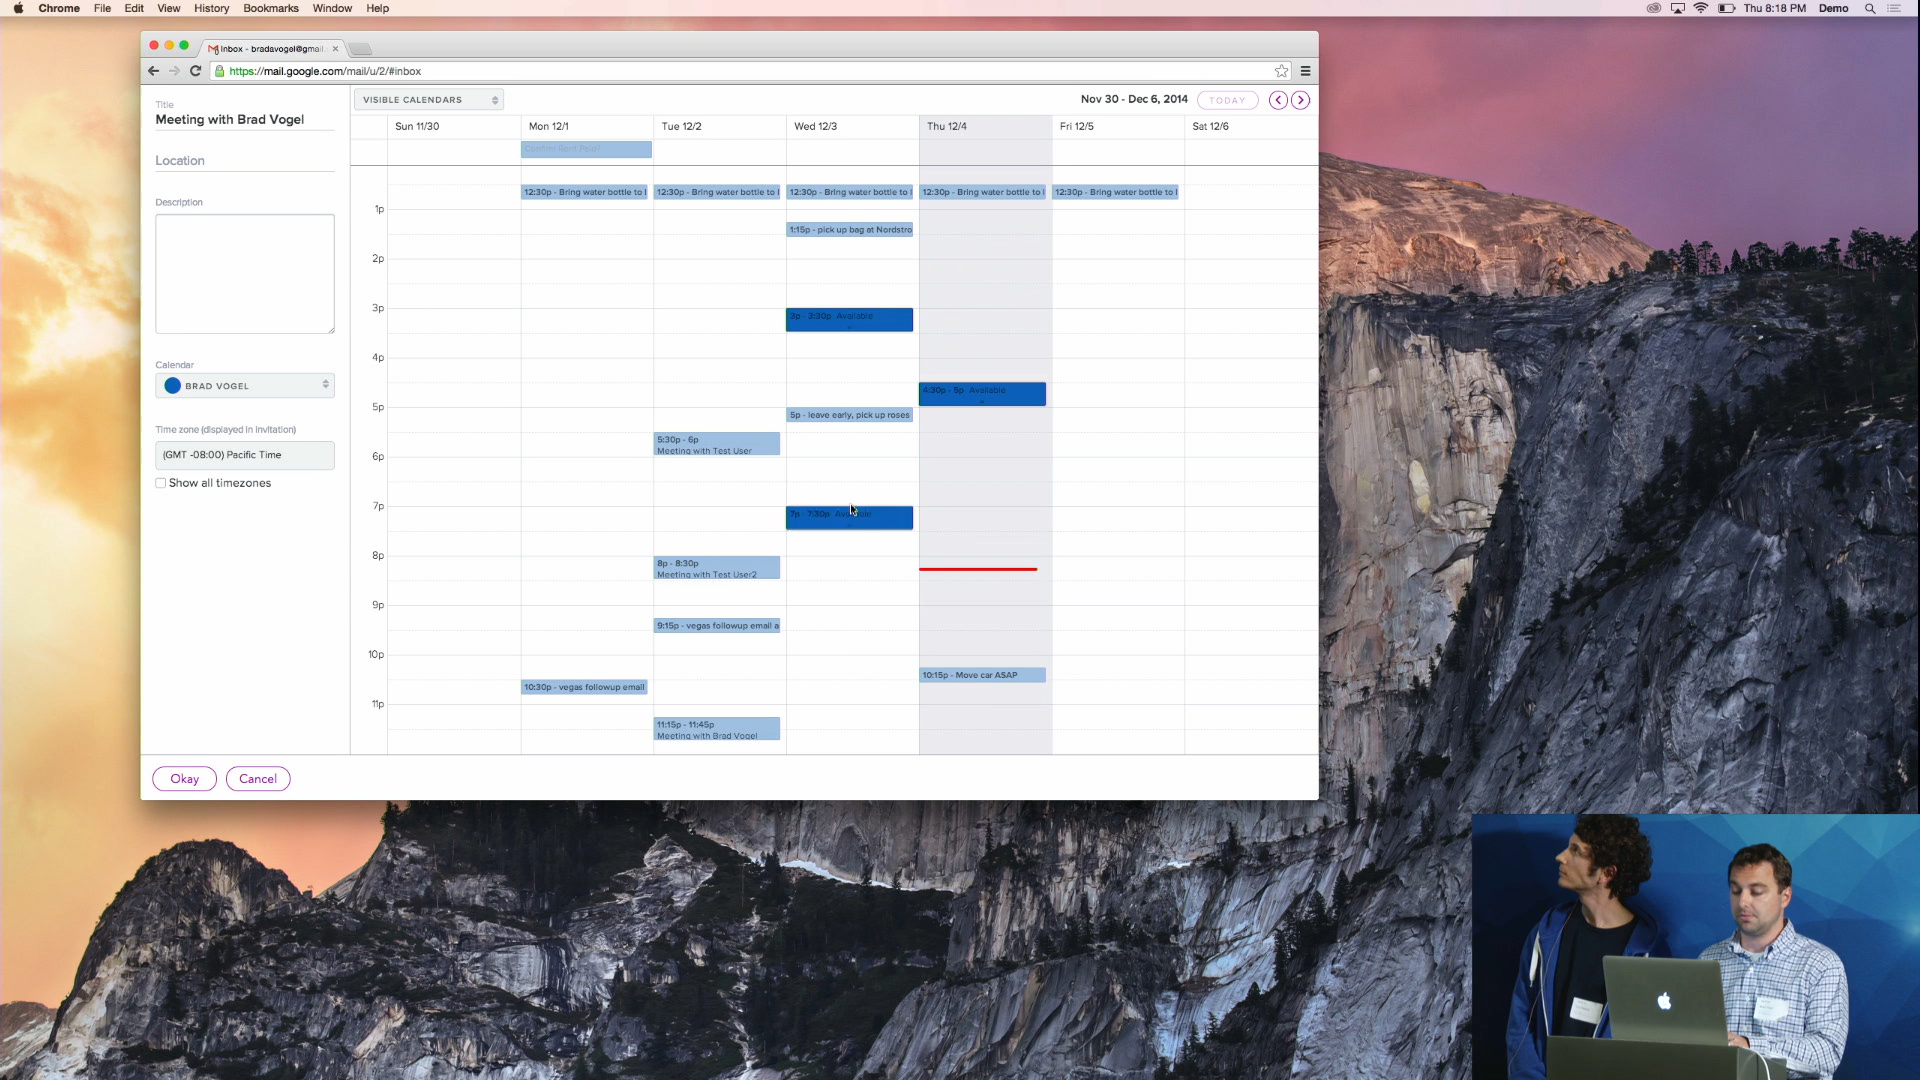 Chrome File Edit View History Bookmarks Window Help
Thu 8:18 PM Demo
Inbox - bradavogel@gmail.
https://mail.google.com/mail/u/2/#inbox
Title
Meeting with Brad Vogel
Location
Description
Calendar
BRAD VOGEL
Time zone (displayed in invitation)
(GMT -08:00) Pacific Time
Show all timezones
VISIBLE CALENDARS
Nov 30 - Dec 6, 2014
TODAY
Sun 11/30 Mon 12/1 Tue 12/2 Wed 12/3 Thu 12/4 Fri 12/5 Sat 12/6
Confirm Rent Paid?
12:30p - Bring water bottle to l 12:30p - Bring water bottle to l 12:30p - Bring water bottle to l 12:30p - Bring water bottle to l 12:30p - Bring water bottle to l
1p
1:15p - pick up bag at Nordstro
2p
3p
3p - 3:30p Available
4p
4:30p - 5p Available
5p
5p - leave early, pick up roses
5:30p - 6p
Meeting with Test User
6p
7p
7p - 7:30p Available
8p
8p - 8:30p
Meeting with Test User2
9p
9:15p - vegas followup email a
10p
10:15p - Move car ASAP
10:30p - vegas followup email
11p
11:15p - 11:45p
Meeting with Brad Vogel
Okay Cancel